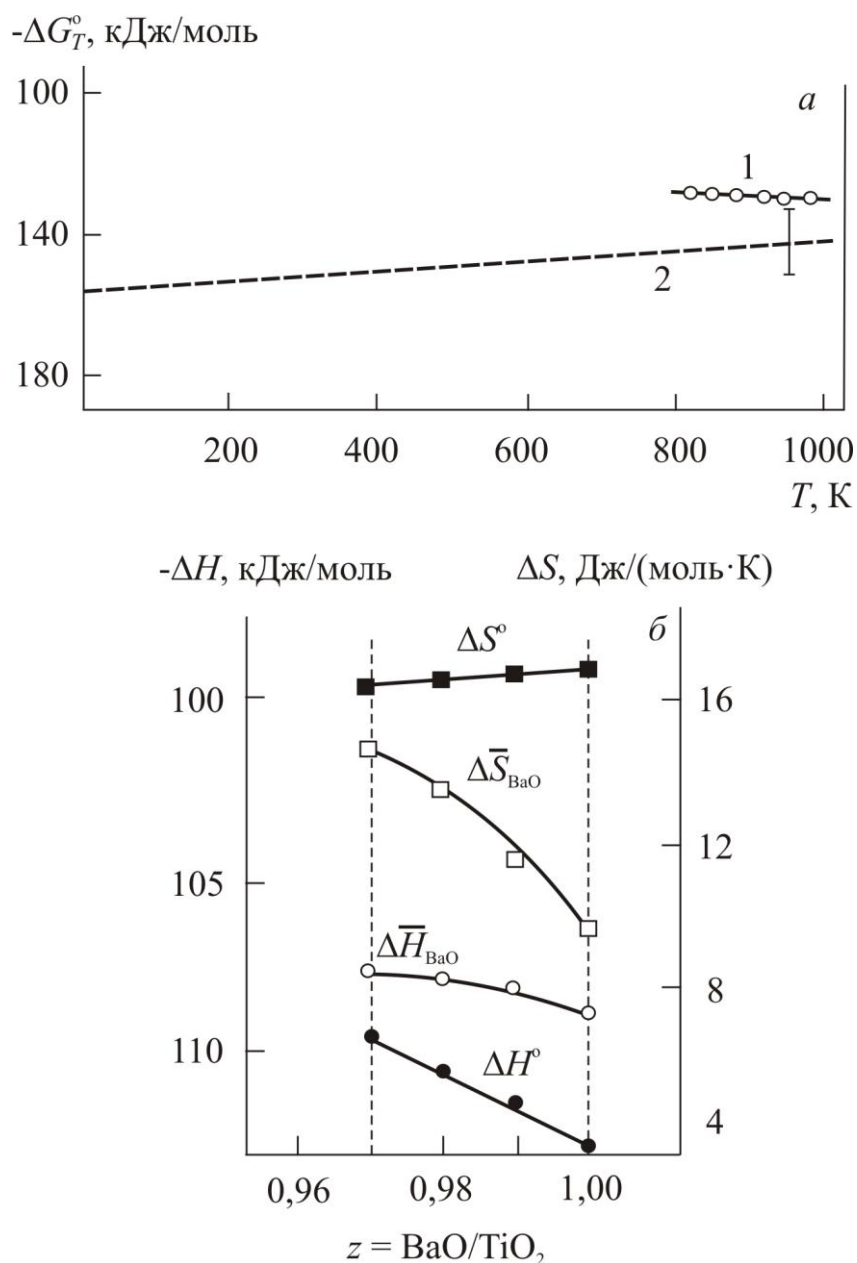 -ΔG°T, кДж/моль
100
а
1
140
2
180
200 400 600 800 1000
T, К
-ΔH, кДж/моль ΔS, Дж/(моль·К)
б
ΔS°
100 16
ΔS̅BaO
12
105
ΔH̅BaO
8
110
ΔH°
4
0,96 0,98 1,00
z = BaO/TiO2